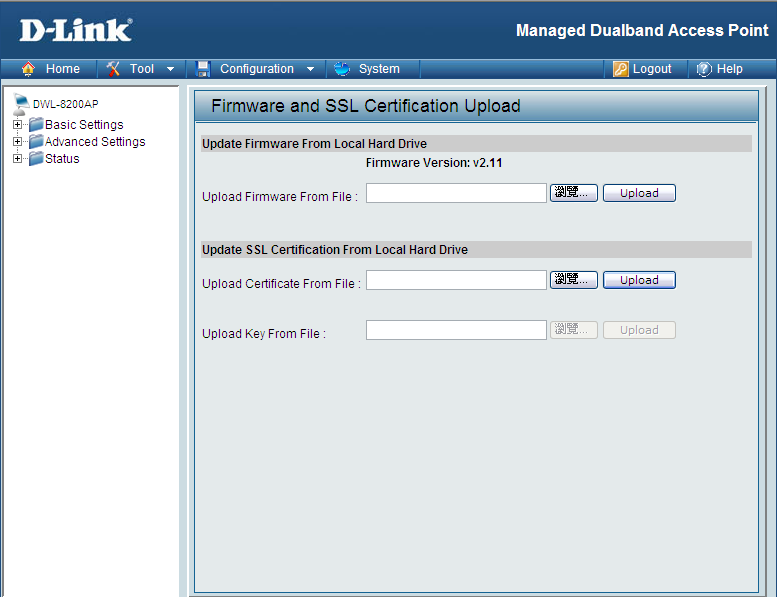 D-Link
Managed Dualband Access Point
Home Tool Configuration System Logout Help
DWL-8200AP
Basic Settings
Advanced Settings
Status
Firmware and SSL Certification Upload
Update Firmware From Local Hard Drive
Firmware Version: v2.11
Upload Firmware From File : 瀏覽... Upload
Update SSL Certification From Local Hard Drive
Upload Certificate From File : 瀏覽... Upload
Upload Key From File : 瀏覽... Upload